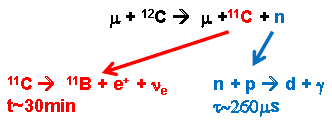 μ + ¹²C → μ + ¹¹C + n
¹¹C → ¹¹B + e⁺ + νₑ
t~30min
n + p → d + γ
τ~260μs